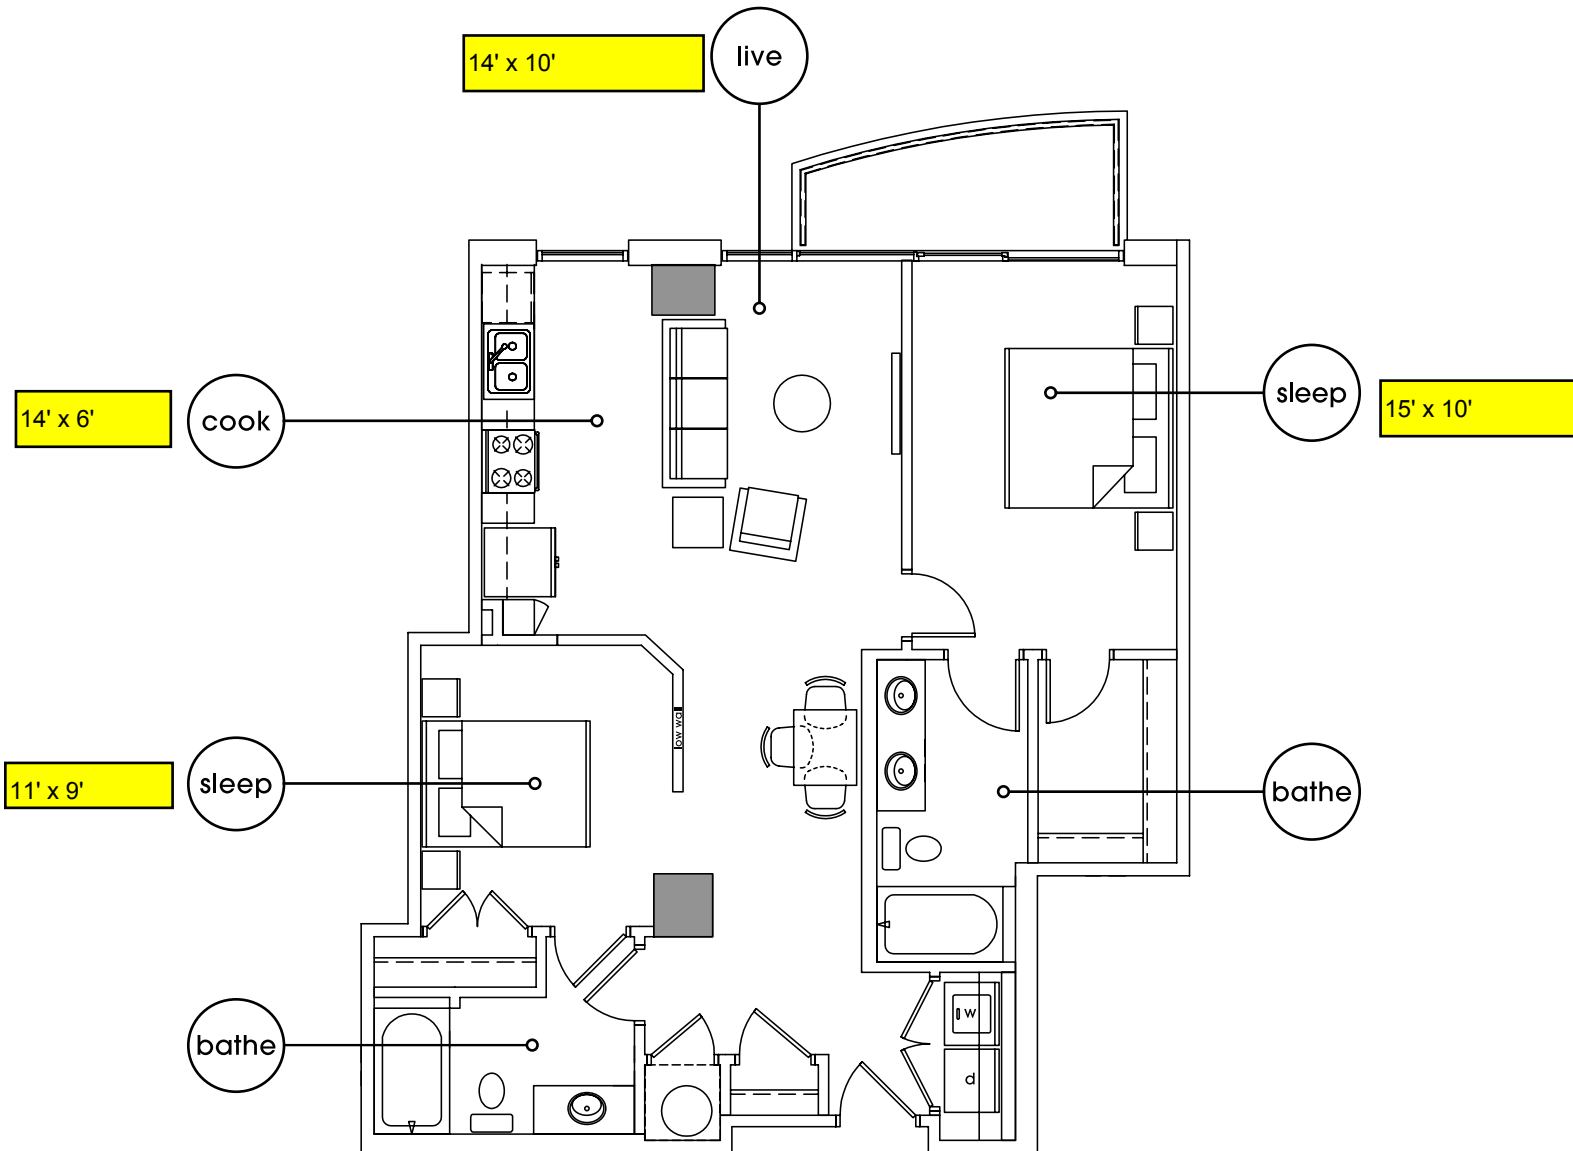 14' x 10'
live
14' x 6'
cook
sleep
15' x 10'
low wall
11' x 9'
sleep
bathe
w
bathe
d